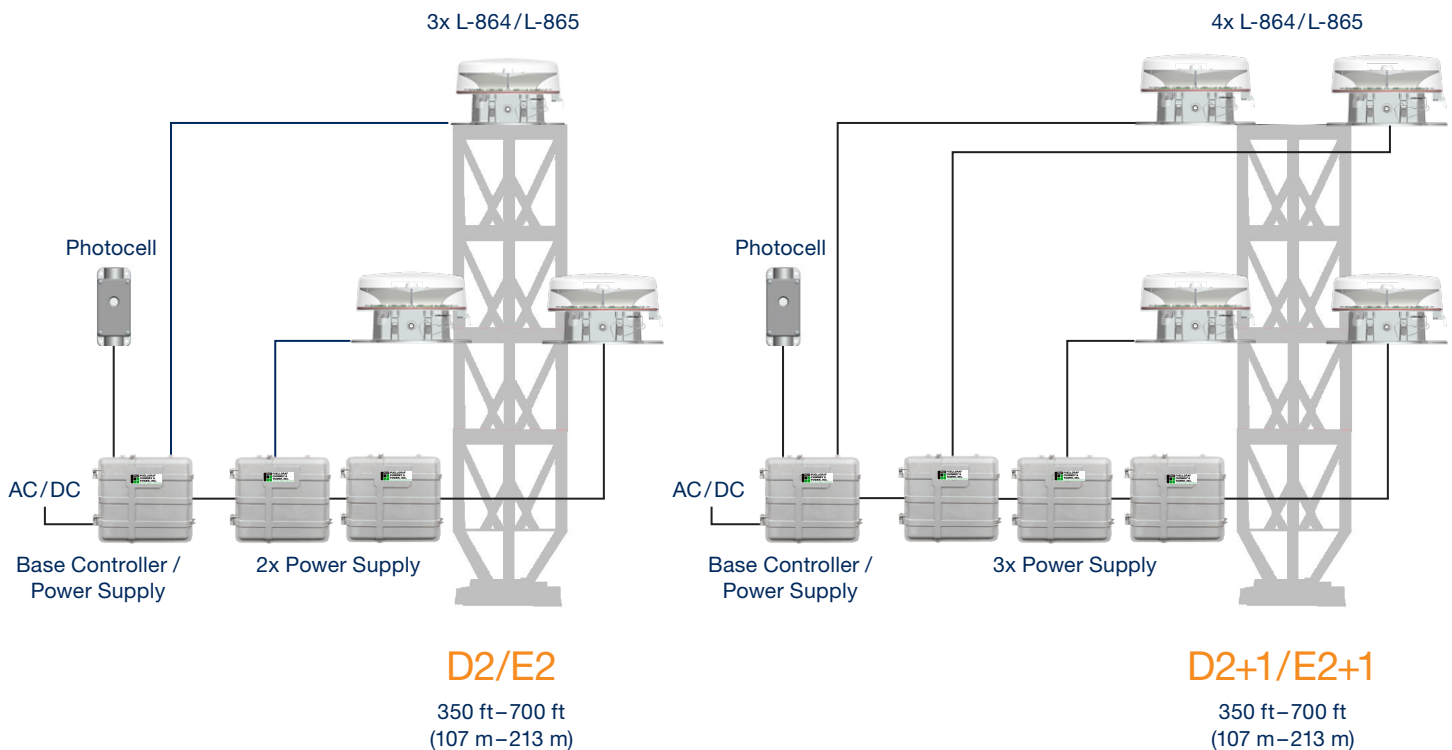 3x L-864/L-865
Photocell
AC/DC
Base Controller /
Power Supply
2x Power Supply
D2/E2
350 ft–700 ft
(107 m–213 m)
4x L-864/L-865
Photocell
AC/DC
Base Controller /
Power Supply
3x Power Supply
D2+1/E2+1
350 ft–700 ft
(107 m–213 m)